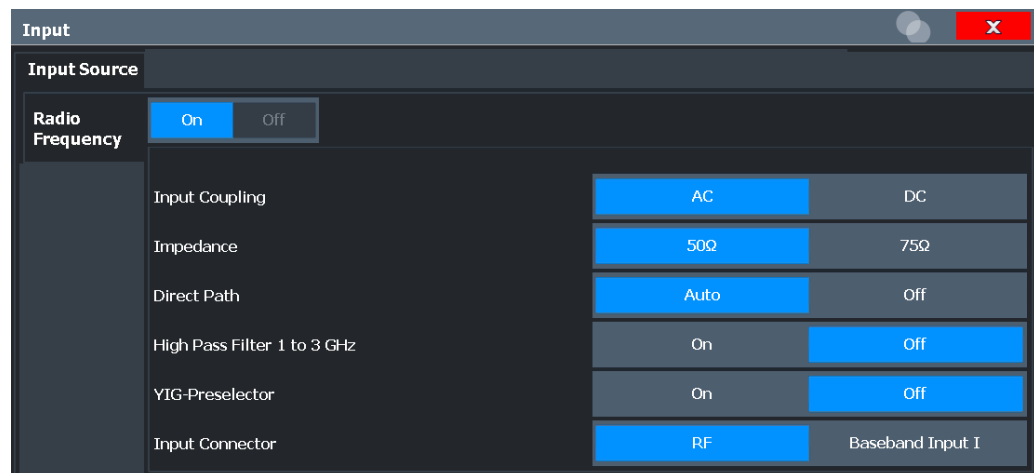 Input
X
Input Source
Radio
Frequency
On Off
Input Coupling AC DC
Impedance 50Ω 75Ω
Direct Path Auto Off
High Pass Filter 1 to 3 GHz On Off
YIG-Preselector On Off
Input Connector RF Baseband Input I